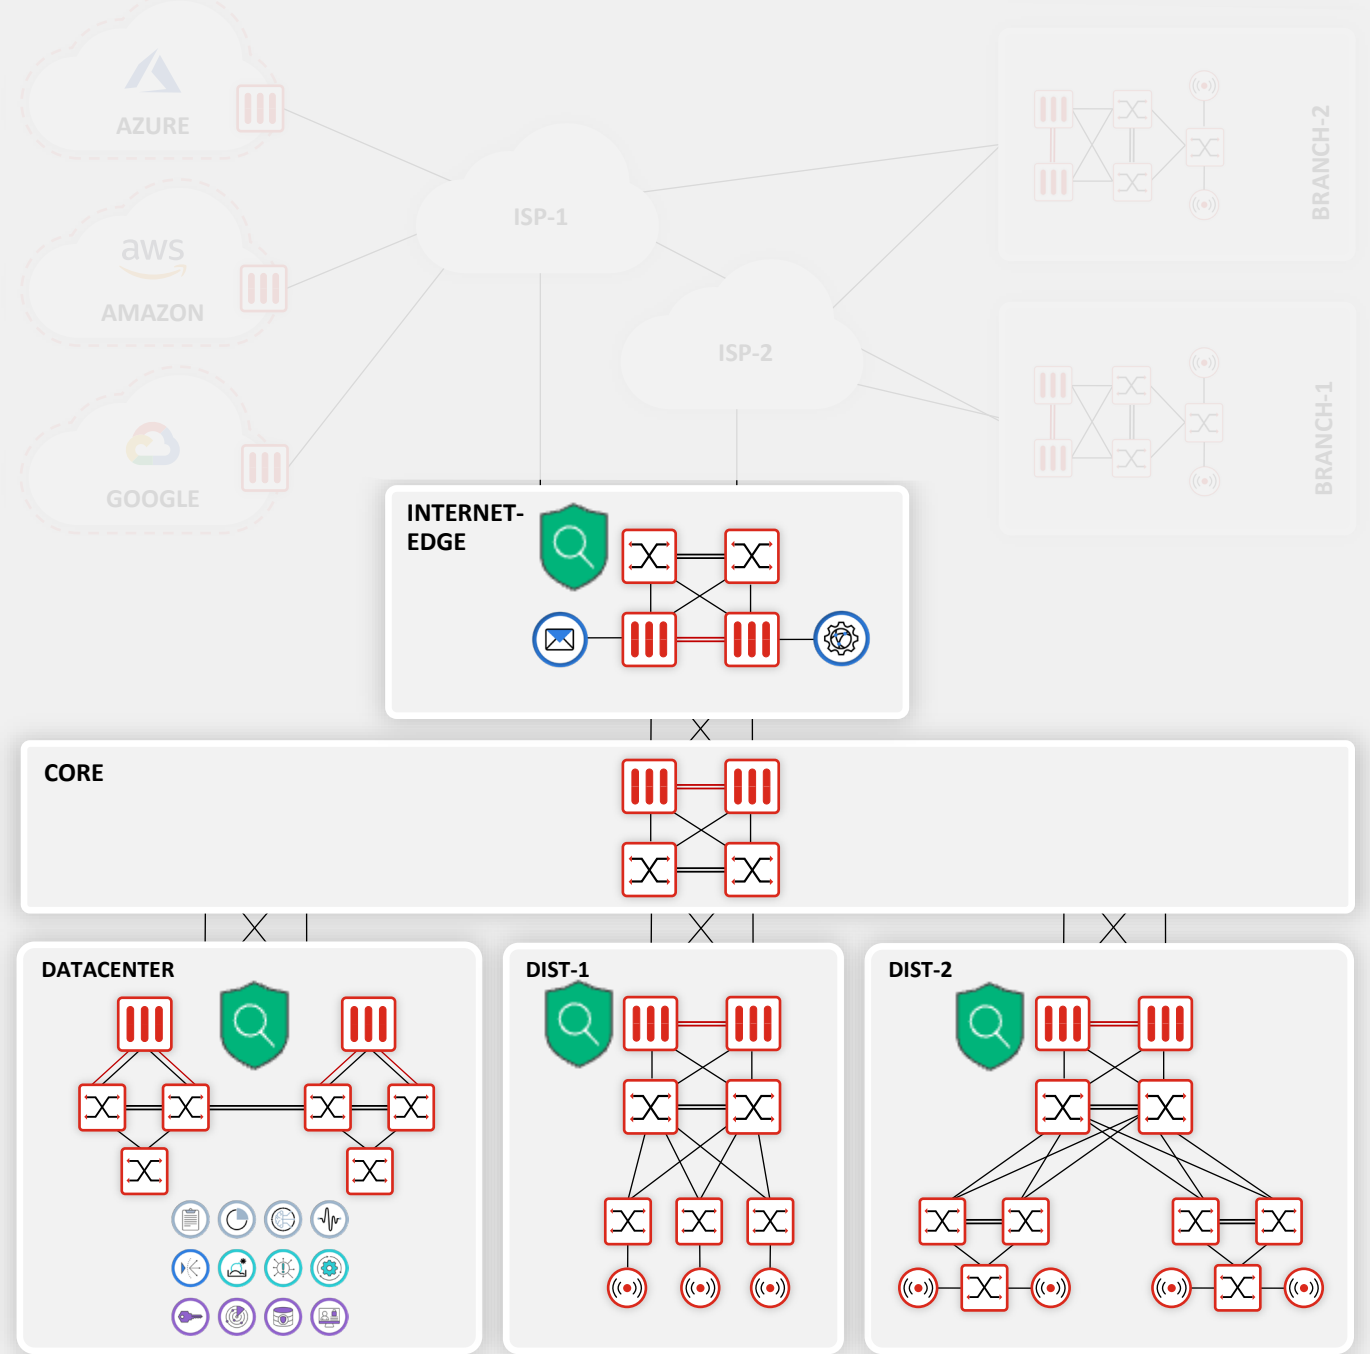 AZURE
aws
AMAZON
GOOGLE
ISP-1
ISP-2
BRANCH-2
BRANCH-1
INTERNET-
EDGE
CORE
DATACENTER
DIST-1
DIST-2